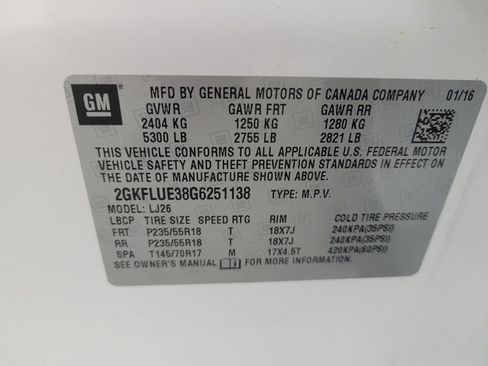 GM
MFD BY GENERAL MOTORS OF CANADA COMPANY 01/16
GVWR GAWR FRT GAWR RR
2404 KG 1250 KG 1280 KG
5300 LB 2755 LB 2821 LB
THIS VEHICLE CONFORMS TO ALL APPLICABLE U.S. FEDERAL MOTOR
VEHICLE SAFETY AND THEFT PREVENTION STANDARDS IN EFFECT ON THE
DATE OF MANUFACTURE SHOWN ABOVE.
2GKFLUE38G6251138 TYPE: M.P.V.
MODEL: LJ26
LBCP TIRE SIZE SPEED RTG RIM COLD TIRE PRESSURE
FRT P235/55R18 T 18X7J 240KPA(35PSI)
RR P235/55R18 T 18X7J 240KPA(35PSI)
SPA T145/70R17 M 17X4.5T 420KPA(60PSI)
SEE OWNER'S MANUAL FOR MORE INFORMATION.